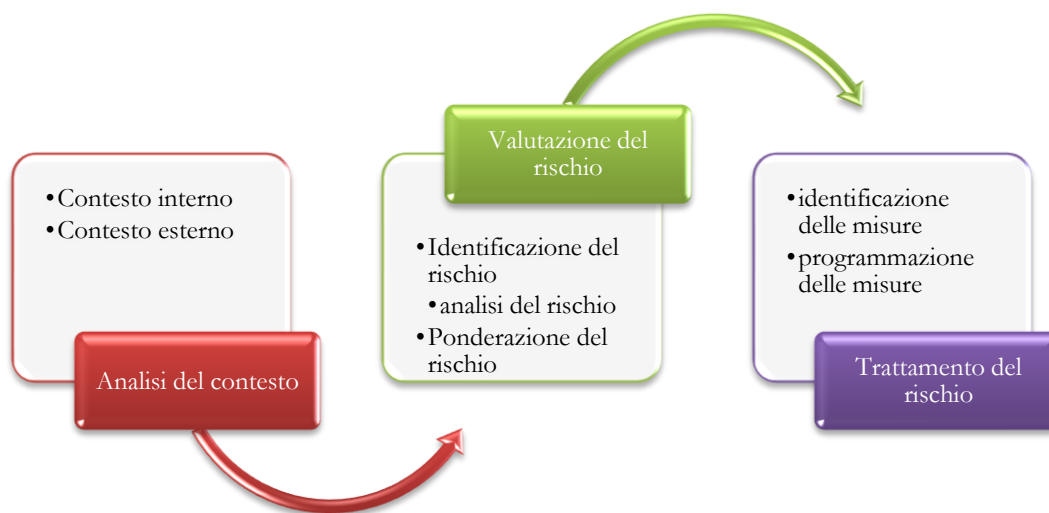 •Contesto interno
•Contesto esterno
Analisi del contesto
Valutazione del
rischio
•Identificazione del
rischio
•analisi del rischio
•Ponderazione del
rischio
•identificazione
delle misure
•programmazione
delle misure
Trattamento del
rischio